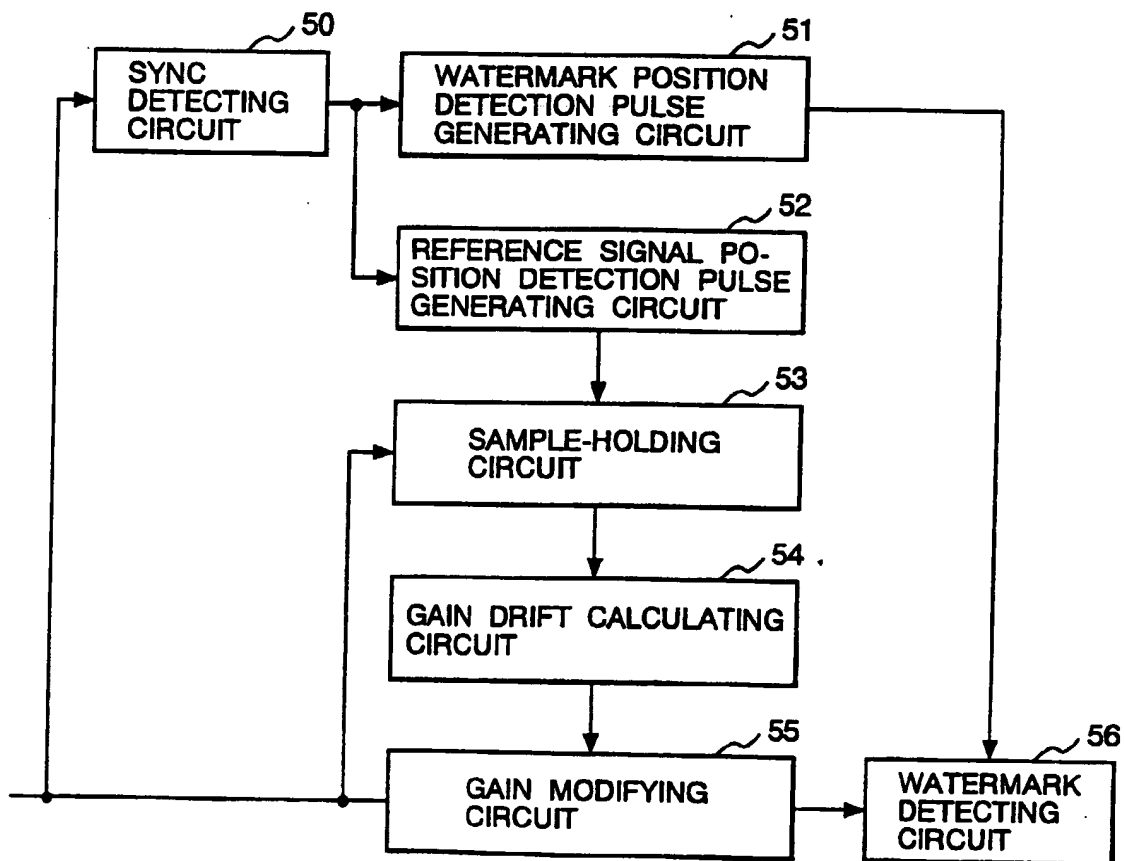 50
SYNC
DETECTING
CIRCUIT
51
WATERMARK POSITION
DETECTION PULSE
GENERATING CIRCUIT
52
REFERENCE SIGNAL PO-
SITION DETECTION PULSE
GENERATING CIRCUIT
53
SAMPLE-HOLDING
CIRCUIT
54
GAIN DRIFT CALCULATING
CIRCUIT
55
GAIN MODIFYING
CIRCUIT
56
WATERMARK
DETECTING
CIRCUIT